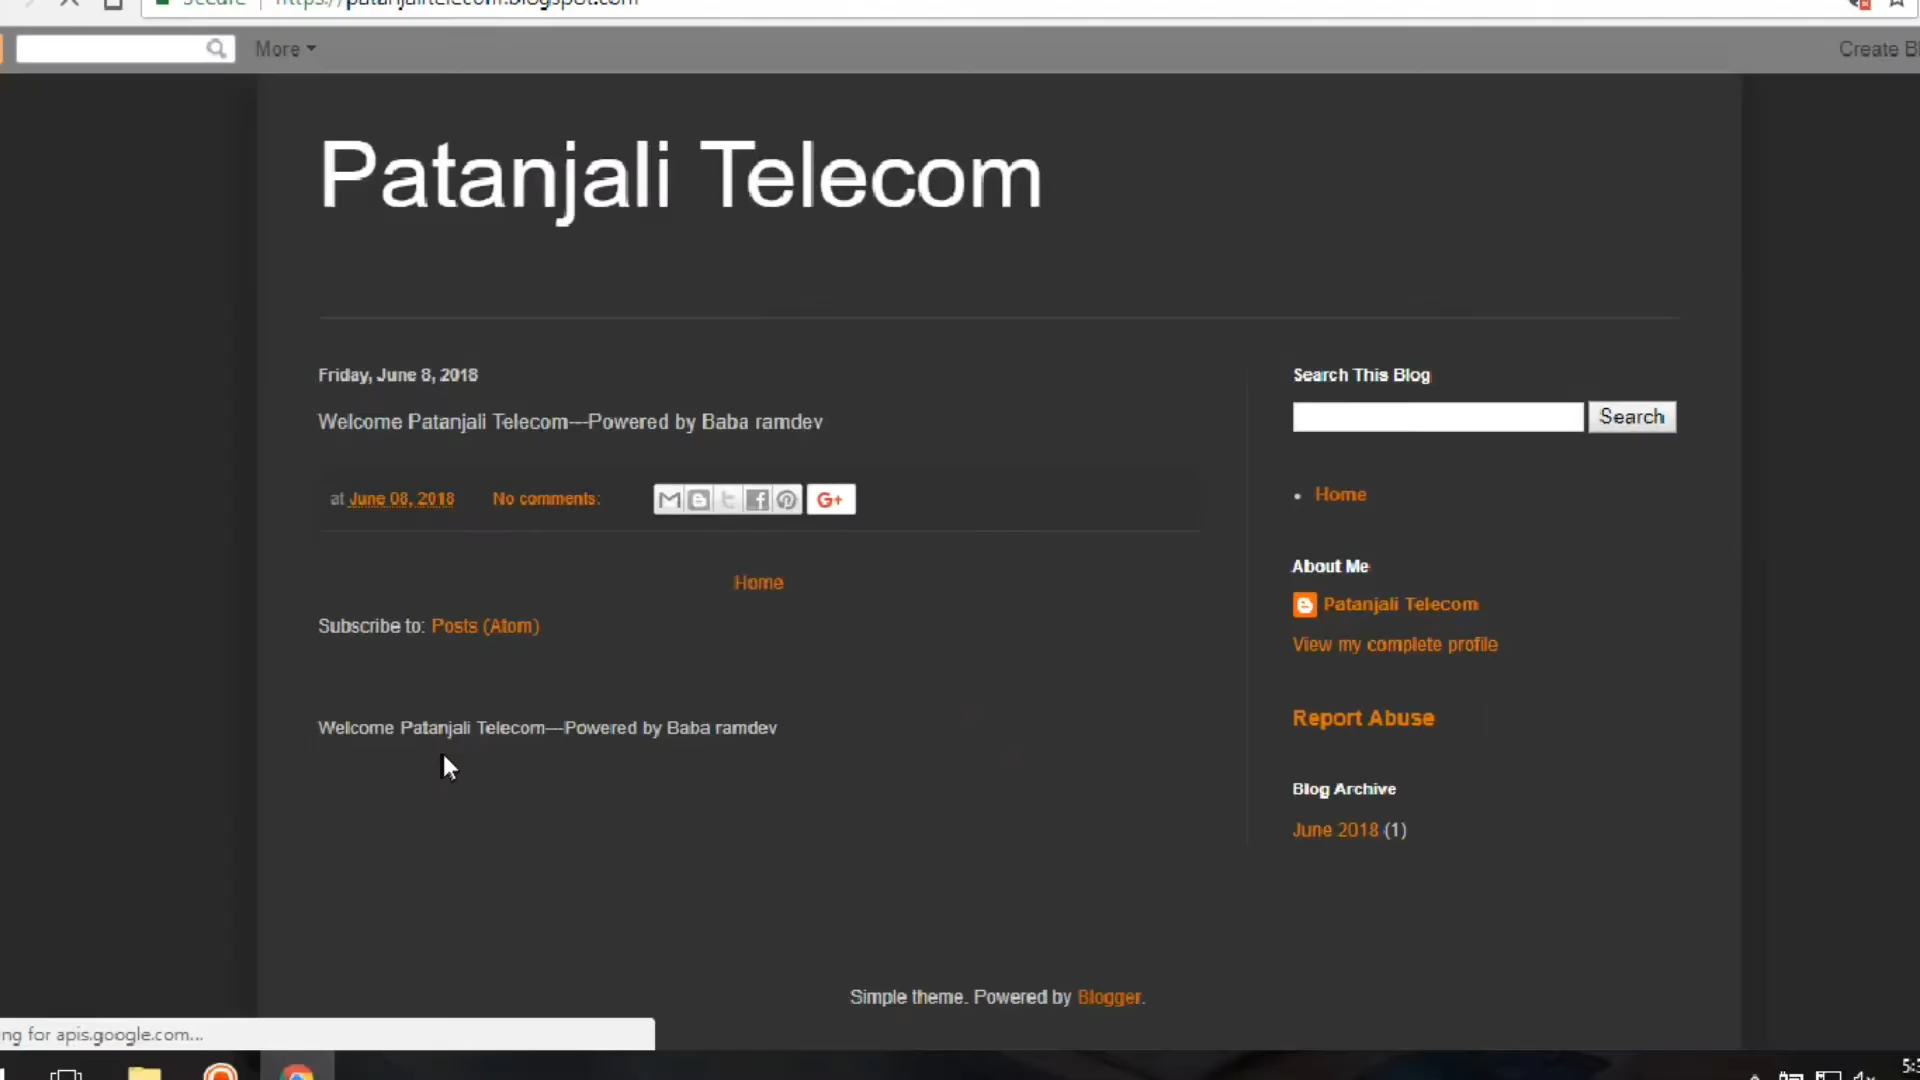 More
Create
Patanjali Telecom
Friday, June 8, 2018
Search This Blog
Search
Welcome Patanjali Telecom---Powered by Baba ramdev
at June 08, 2018 No comments:
G+
Home
Home
About Me
Patanjali Telecom
Subscribe to: Posts (Atom)
View my complete profile
Report Abuse
Welcome Patanjali Telecom---Powered by Baba ramdev
Blog Archive
June 2018 (1)
Simple theme. Powered by Blogger.
for apis.google.com...